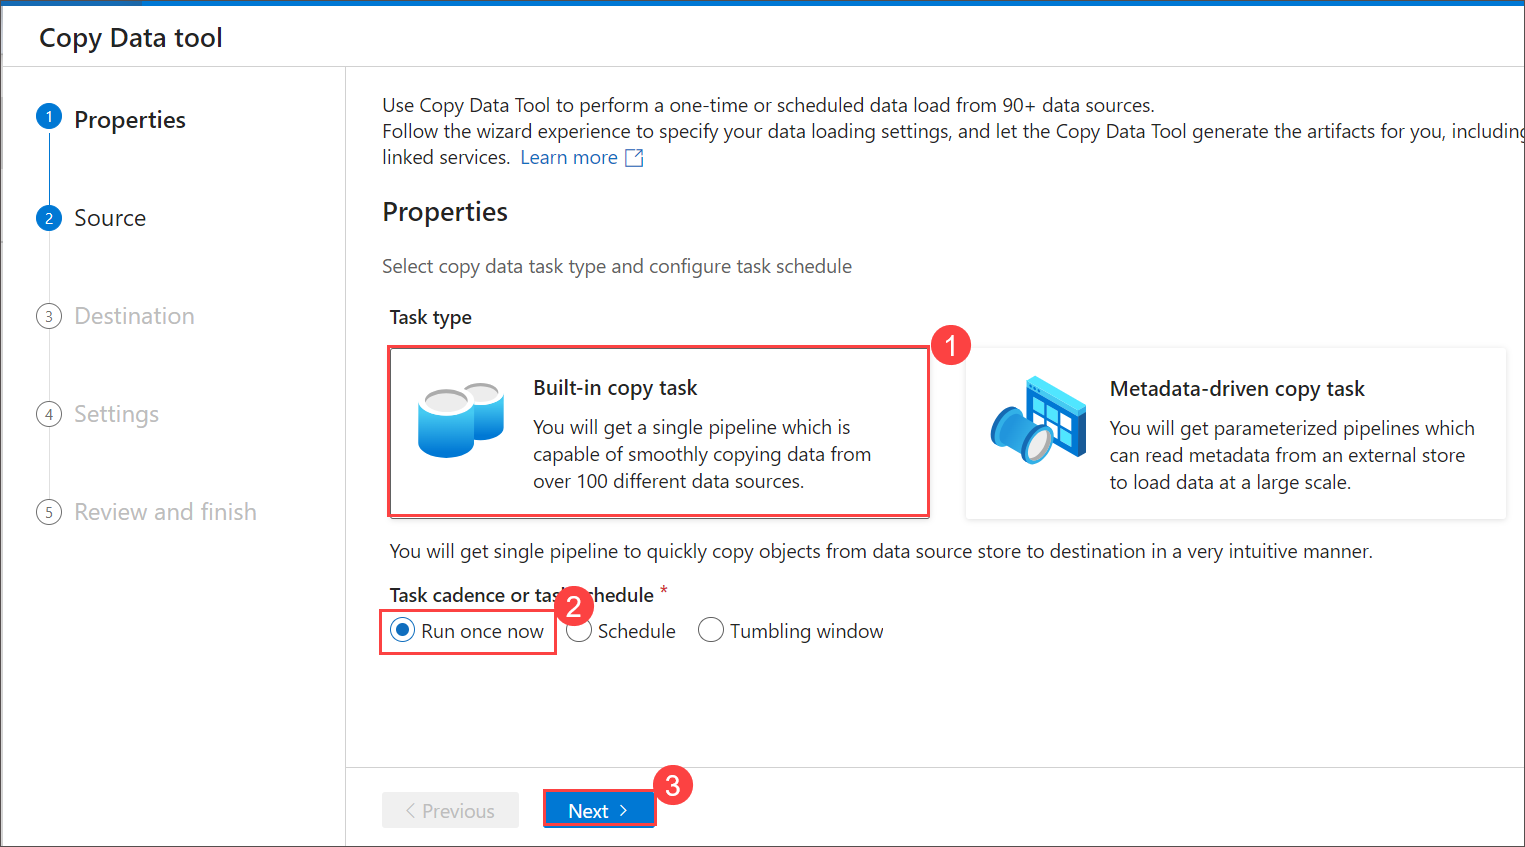 Copy Data tool
1 Properties
2 Source
3 Destination
4 Settings
5 Review and finish
Use Copy Data Tool to perform a one-time or scheduled data load from 90+ data sources.
Follow the wizard experience to specify your data loading settings, and let the Copy Data Tool generate the artifacts for you, including
linked services. Learn more
Properties
Select copy data task type and configure task schedule
Task type
1
Built-in copy task
You will get a single pipeline which is
capable of smoothly copying data from
over 100 different data sources.
Metadata-driven copy task
You will get parameterized pipelines which
can read metadata from an external store
to load data at a large scale.
You will get single pipeline to quickly copy objects from data source store to destination in a very intuitive manner.
Task cadence or tas hedule *
2
Run once now Schedule Tumbling window
3
< Previous Next >